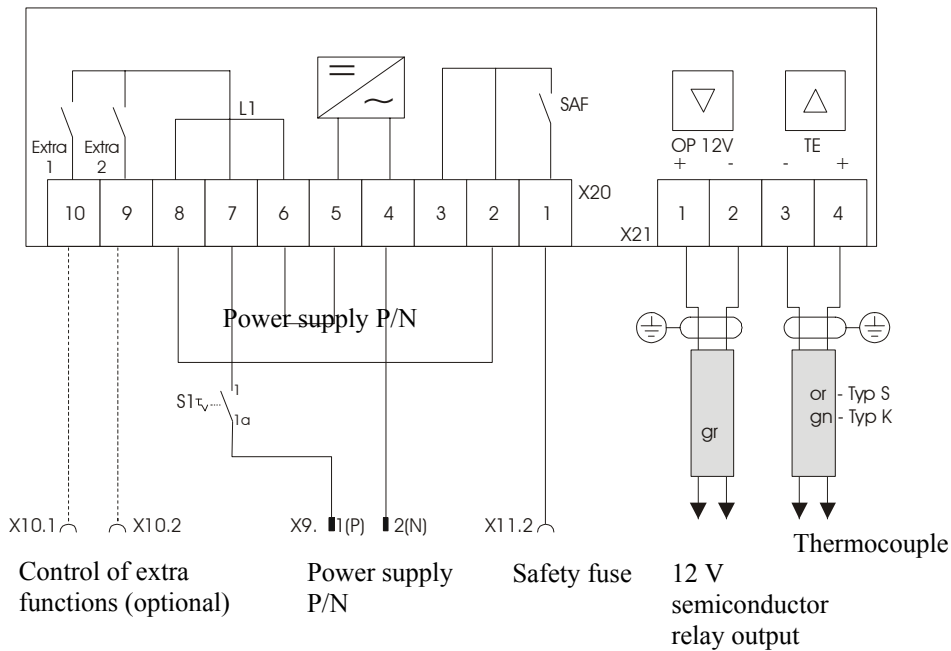 L1
SAF
Extra 1
Extra 2
OP 12V
+ -
TE
- +
X20
10 9 8 7 6 5 4 3 2 1
X21
1 2 3 4
Power supply P/N
S1
1
1a
or - Typ S
gn - Typ K
gr
X10.1
X10.2
X9. 1(P) 2(N)
X11.2
Control of extra
functions (optional)
Power supply
P/N
Safety fuse
12 V
semiconductor
relay output
Thermocouple